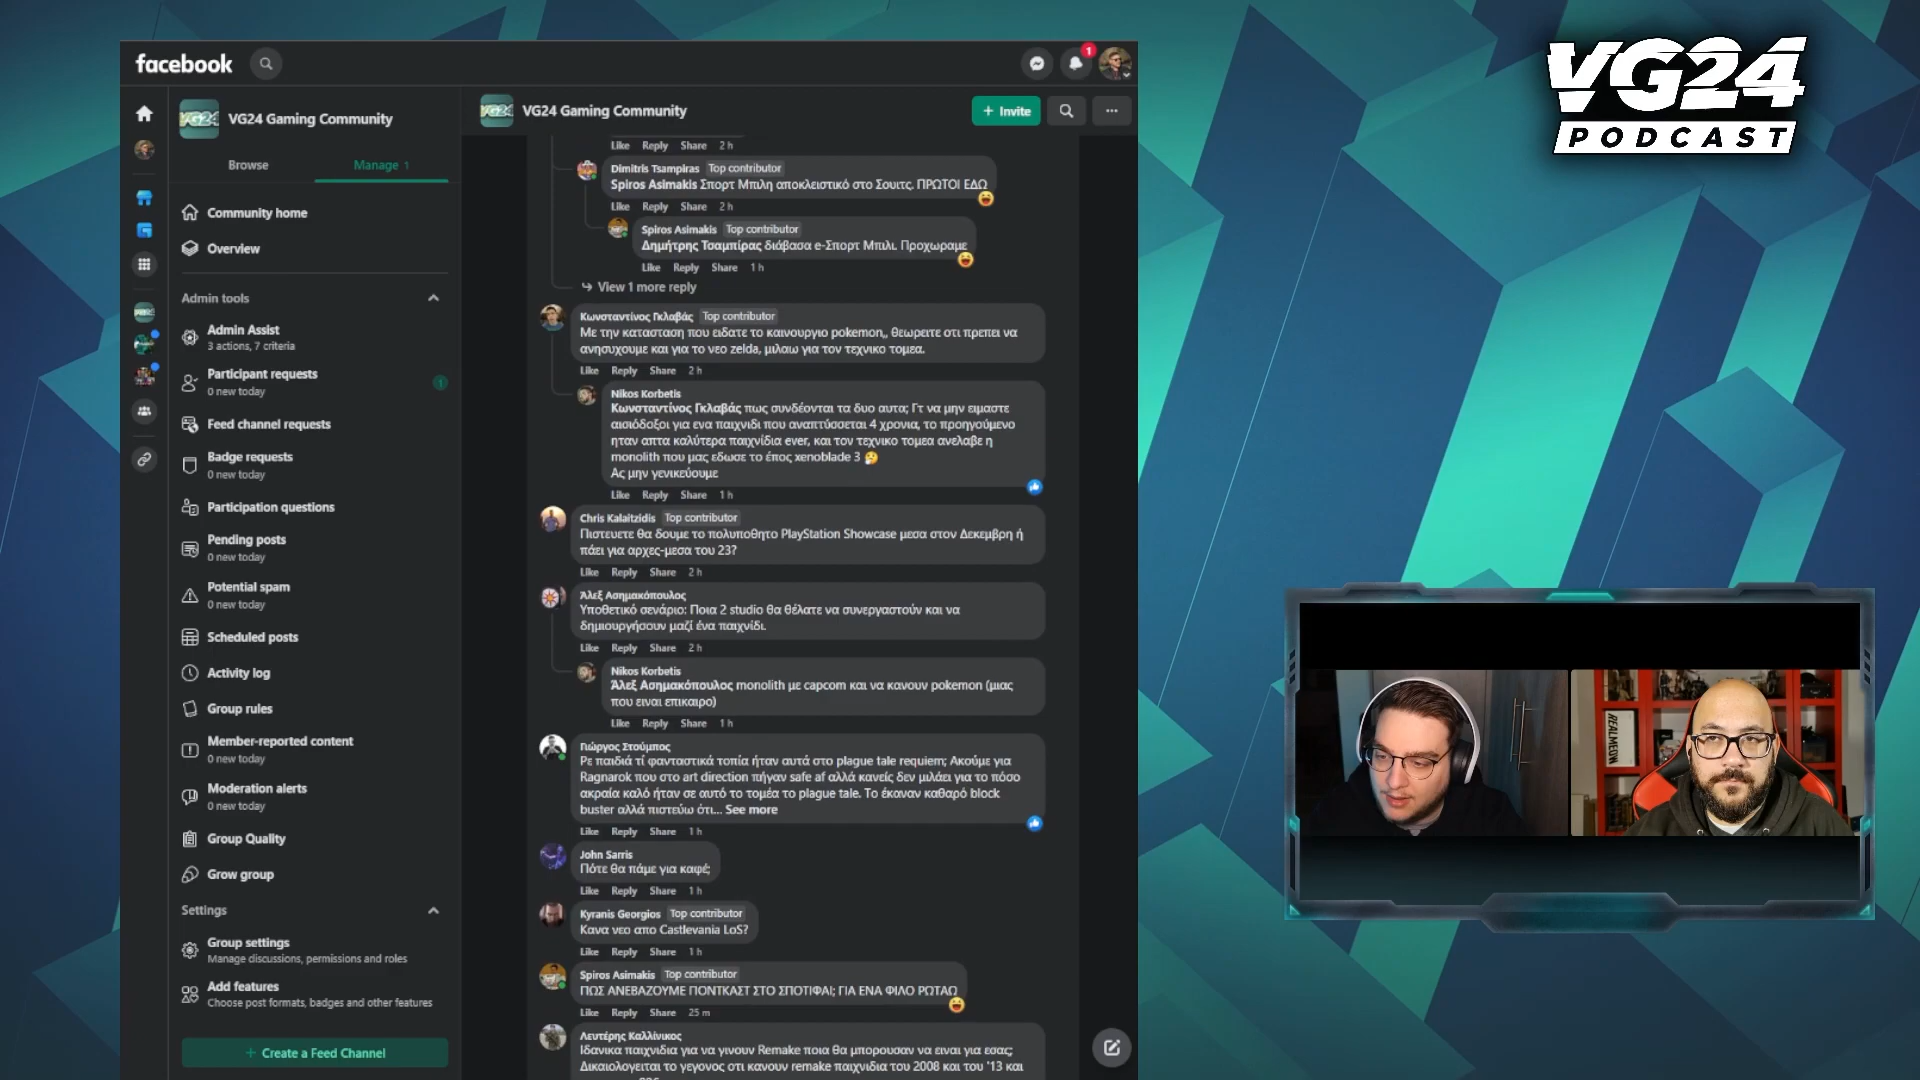 facebook
1
VG24 Gaming Community
Browse
Manage 1
Community home
Overview
Admin tools
Admin Assist
3 actions, 7 criteria
Participant requests
0 new today
1
Feed channel requests
Badge requests
0 new today
Participation questions
Pending posts
0 new today
Potential spam
0 new today
Scheduled posts
Activity log
Group rules
Member-reported content
0 new today
Moderation alerts
0 new today
Group Quality
Grow group
Settings
Group settings
Manage discussions, permissions and roles
Add features
Choose post formats, badges and other features
+ Create a Feed Channel
VG24 Gaming Community
+ Invite
Like Reply Share 2 h
Dimitris Tsampiras Top contributor
Spiros Asimakis Σπορτ Μπιλη αποκλειστικό στο Σουιτς. ΠΡΩΤΟΙ ΕΔΩ
Like Reply Share 2 h
Spiros Asimakis Top contributor
Δημήτρης Τσαμπίρας διάβασα e-Σπορτ Μπιλι. Προχωραμε
Like Reply Share 1 h
View 1 more reply
Κωνσταντίνος Γκλαβάς Top contributor
Με την κατασταση που ειδατε το καινουργιο pokemon,, θεωρειτε οτι πρεπει να
ανησυχουμε και για το νεο zelda, μιλαω για τον τεχνικο τομεα.
Like Reply Share 2 h
Nikos Korbetis
Κωνσταντίνος Γκλαβάς πως συνδέονται τα δυο αυτα; Γτ να μην ειμαστε
αισιόδοξοι για ενα παιχνιδι που αναπτύσσεται 4 χρονια, το προηγούμενο
ηταν απτα καλύτερα παιχνίδια ever, και τον τεχνικο τομεα ανελαβε η
monolith που μας εδωσε το έπος xenoblade 3
Ας μην γενικεύουμε
Like Reply Share 1 h
Chris Kalaitzidis Top contributor
Πιστευετε θα δουμε το πολυποθητο PlayStation Showcase μεσα στον Δεκεμβρη ή
πάει για αρχες-μεσα του 23?
Like Reply Share 2 h
Άλεξ Ασημακόπουλος
Υποθετικό σενάριο: Ποια 2 studio θα θέλατε να συνεργαστούν και να
δημιουργήσουν μαζί ένα παιχνίδι.
Like Reply Share 2 h
Nikos Korbetis
Άλεξ Ασημακόπουλος monolith με capcom και να κανουν pokemon (μιας
που ειναι επικαιρο)
Like Reply Share 1 h
Γιώργος Στούμπος
Ρε παιδιά τί φανταστικά τοπία ήταν αυτά στο plague tale requiem; Ακούμε για
Ragnarok που στο art direction πήγαν safe af αλλά κανείς δεν μιλάει για το πόσο
ακραία καλό ήταν σε αυτό το τομέα το plague tale. Το έκαναν καθαρό block
buster αλλά πιστεύω ότι... See more
Like Reply Share 1 h
John Sarris
Πότε θα πάμε για καφέ;
Like Reply Share 1 h
Kyranis Georgios Top contributor
Κανα νεο απο Castlevania LoS?
Like Reply Share 1 h
Spiros Asimakis Top contributor
ΠΩΣ ΑΝΕΒΑΖΟΥΜΕ ΠΟΝΤΚΑΣΤ ΣΤΟ ΣΠΟΤΙΦΑΙ; ΓΙΑ ΕΝΑ ΦΙΛΟ ΡΩΤΑΩ
Like Reply Share 25 m
Λευτέρης Καλλίνικος
Ιδανικα παιχνιδια για να γινουν Remake ποια θα μπορουσαν να ειναι για εσας;
Δικαιολογειται το γεγονος οτι κανουν remake παιχνιδια του 2008 και του '13 και
VG24
PODCAST
REALMEOW